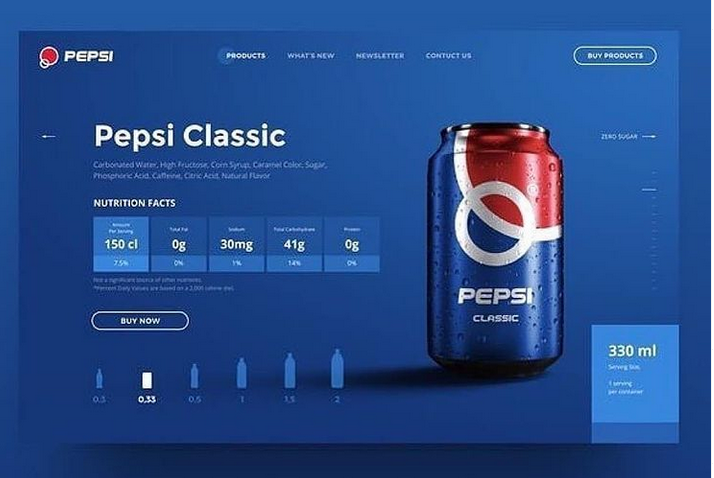 PEPSI
PRODUCTS
WHAT'S NEW
NEWSLETTER
CONTUCT US
BUY PRODUCTS
Pepsi Classic
ZERO SUGAR
Carbonated Water, High Fructose, Corn Syrup, Caramel Color, Sugar,
Phosphoric Acid, Caffeine, Citric Acid, Natural Flavor
NUTRITION FACTS
Amount
Per Serving
150 cl
7.5%
Total Fat
0g
0%
Sodium
30mg
1%
Total Carbohydrate
41g
14%
Protein
0g
0%
Not a significant source of other nutrients.
*Percent Daily Values are based on a 2,000 calorie diet.
BUY NOW
0,3
0,33
0,5
1
1,5
2
PEPSI
CLASSIC
330 ml
Serving Size,
1 serving
per container